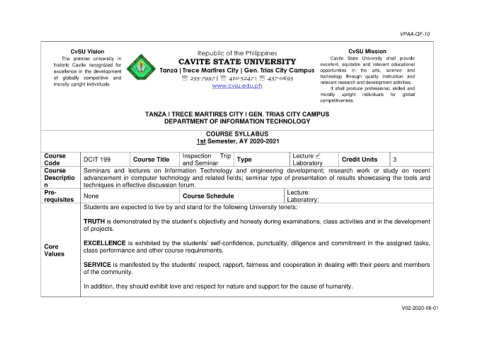 VPAA-QF-10
CvSU Vision
The premier university in
historic Cavite recognized for
excellence in the development
of globally competitive and
morally upright individuals.
Republic of the Philippines
CAVITE STATE UNIVERSITY
Tanza | Trece Martires City | Gen. Trias City Campus
www.cvsu.edu.ph
CvSU Mission
Cavite State University shall provide
excellent, equitable and relevant educational
opportunities in the arts, science and
technology through quality instruction and
relevant research and development activities.
It shall produce professional, skilled and
morally upright individuals for global
competitiveness.
TANZA | TRECE MARTIRES CITY | GEN. TRIAS CITY CAMPUS
DEPARTMENT OF INFORMATION TECHNOLOGY
COURSE SYLLABUS
1st Semester, AY 2020-2021
Course Code
DCIT 199
Course Title
Inspection Trip and Seminar
Type
Lecture ✓
Laboratory
Credit Units
3
Course Description
Seminars and lectures on Information Technology and engineering development; research work or study on recent
advancement in computer technology and related fields; seminar type of presentation of results showcasing the tools and
techniques in effective discussion forum.
Pre-requisites
None
Course Schedule
Lecture:
Laboratory:
Core Values
Students are expected to live by and stand for the following University tenets:
TRUTH is demonstrated by the student's objectivity and honesty during examinations, class activities and in the development
of projects.
EXCELLENCE is exhibited by the students' self-confidence, punctuality, diligence and commitment in the assigned tasks,
class performance and other course requirements.
SERVICE is manifested by the students' respect, rapport, fairness and cooperation in dealing with their peers and members
of the community.
In addition, they should exhibit love and respect for nature and support for the cause of humanity.
V02-2020-06-01